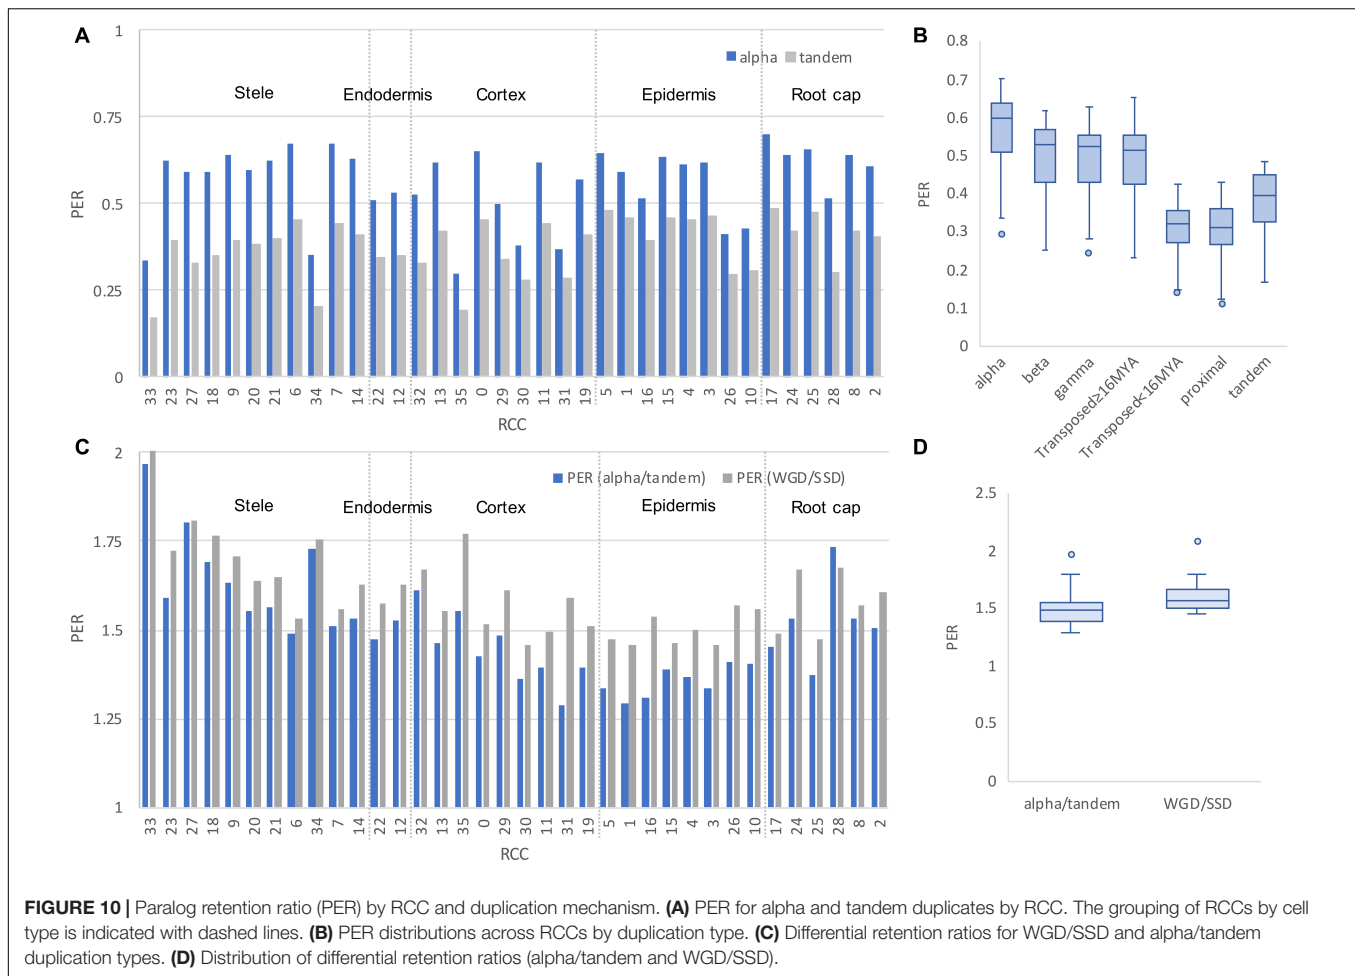 A
1
0.75
0.5
0.25
0
PER
alpha
tandem
Stele
Endodermis
Cortex
Epidermis
Root cap
33 23 27 18 9 20 21 6 34 7 14 22 12 32 13 35 0 29 30 11 31 19 5 1 16 15 4 3 26 10 17 24 25 28 8 2
RCC
B
0.8
0.7
0.6
0.5
0.4
0.3
0.2
0.1
0
PER
alpha
beta
gamma
Transposed≥16MYA
Transposed<16MYA
proximal
tandem
C
2
1.75
1.5
1.25
1
PER
PER (alpha/tandem)
PER (WGD/SSD)
Stele
Endodermis
Cortex
Epidermis
Root cap
33 23 27 18 9 20 21 6 34 7 14 22 12 32 13 35 0 29 30 11 31 19 5 1 16 15 4 3 26 10 17 24 25 28 8 2
RCC
D
2.5
2
1.5
1
0.5
0
PER
alpha/tandem
WGD/SSD
FIGURE 10 | Paralog retention ratio (PER) by RCC and duplication mechanism. (A) PER for alpha and tandem duplicates by RCC. The grouping of RCCs by cell
type is indicated with dashed lines. (B) PER distributions across RCCs by duplication type. (C) Differential retention ratios for WGD/SSD and alpha/tandem
duplication types. (D) Distribution of differential retention ratios (alpha/tandem and WGD/SSD).